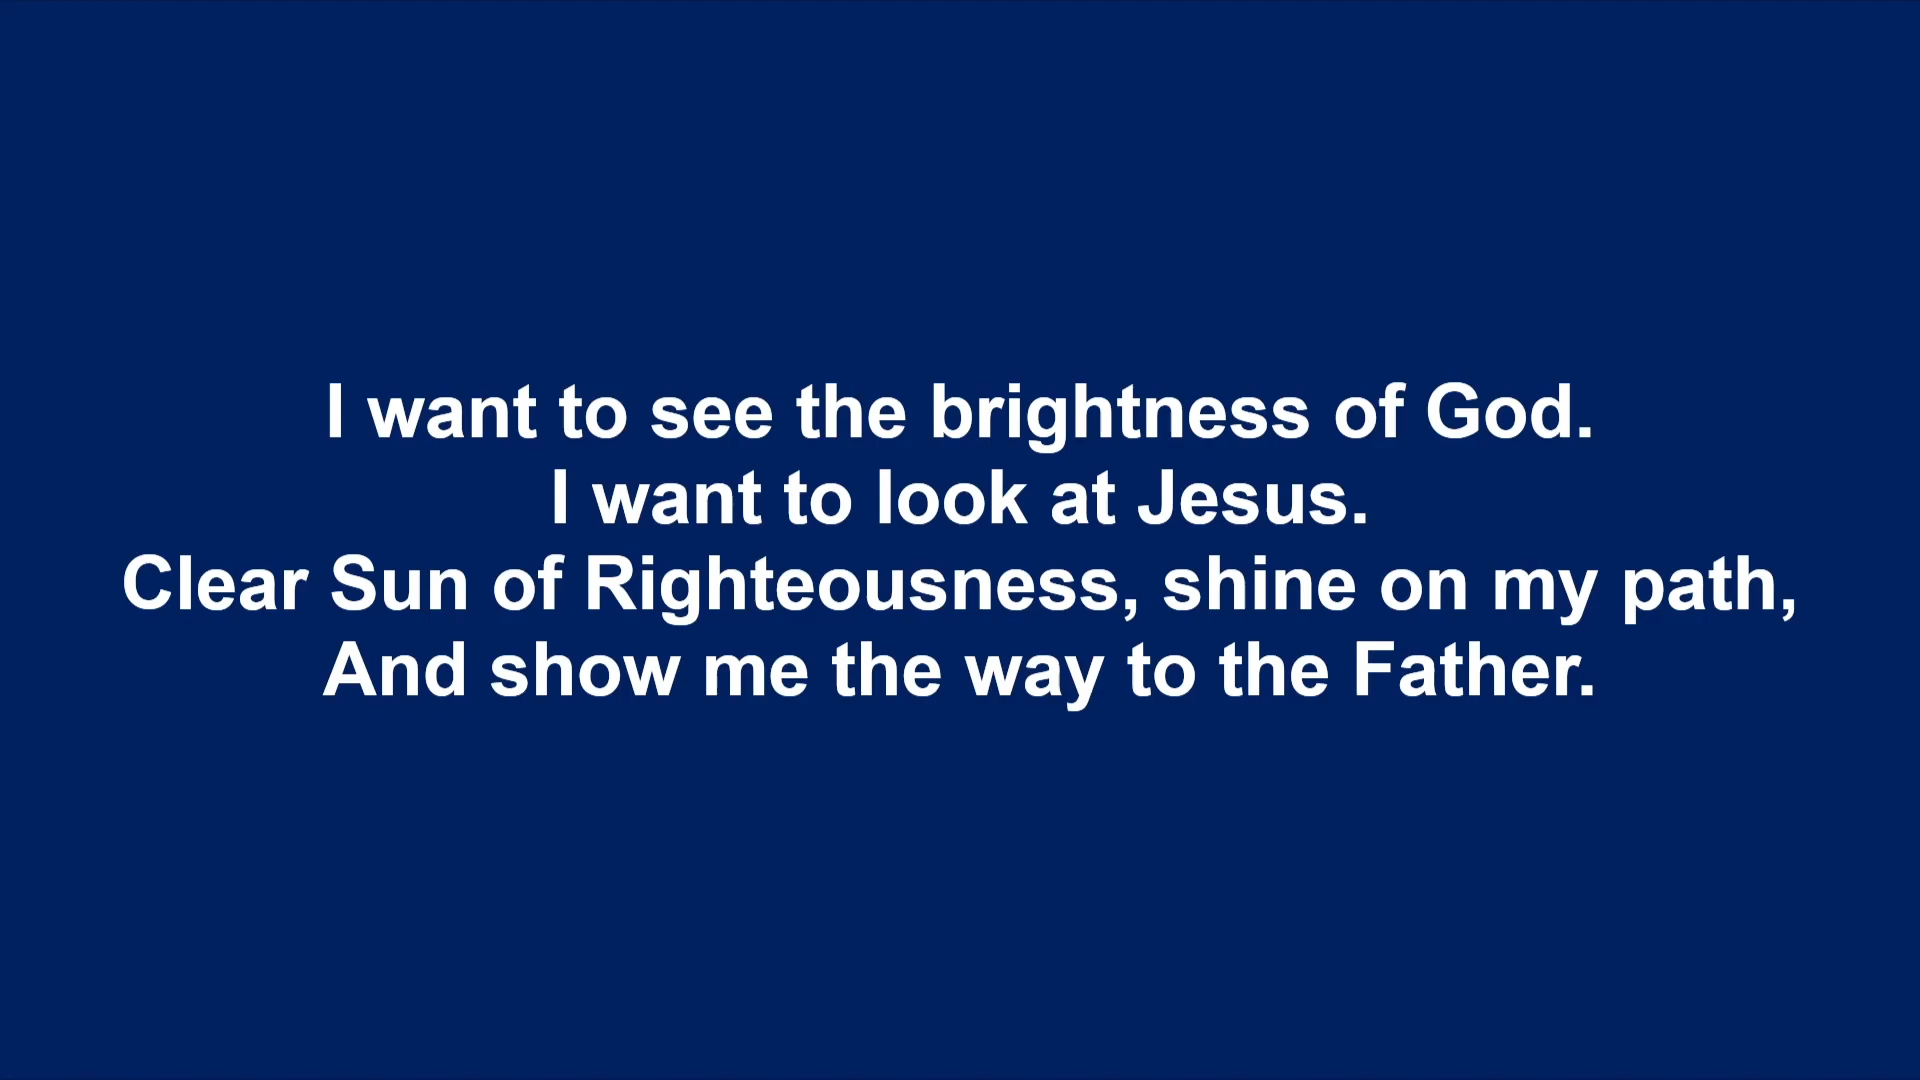 I want to see the brightness of God.
I want to look at Jesus.
Clear Sun of Righteousness, shine on my path,
And show me the way to the Father.